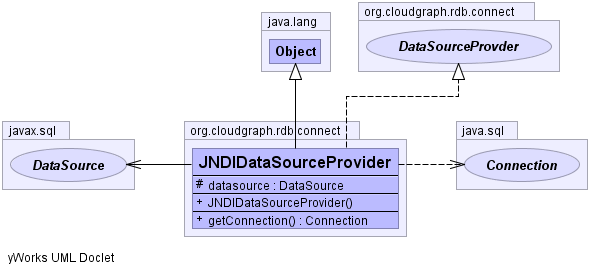 java.lang
Object
org.cloudgraph.rdb.connect
DataSourceProvder
javax.sql
DataSource
org.cloudgraph.rdb.connect
JNDIDataSourceProvider
# datasource : DataSource
+ JNDIDataSourceProvider()
+ getConnection() : Connection
java.sql
Connection
yWorks UML Doclet